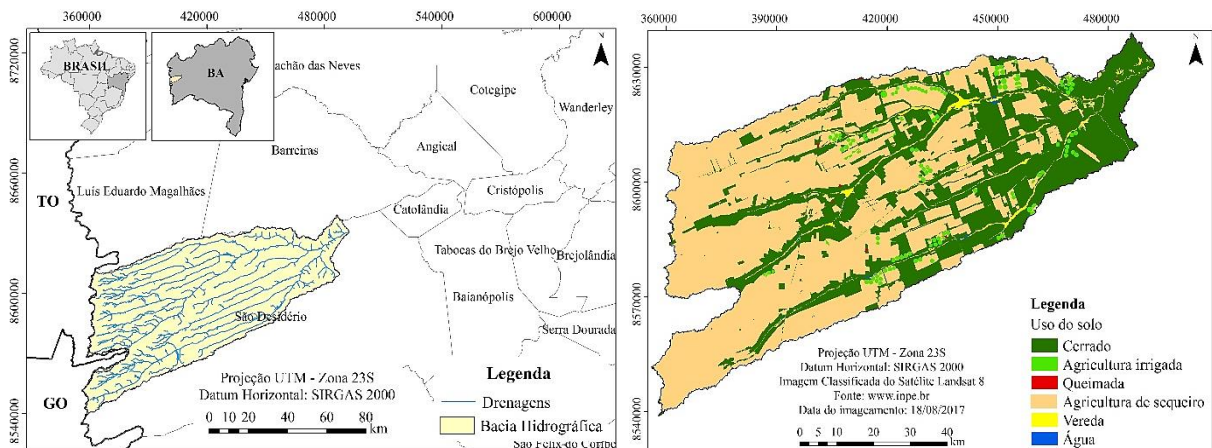 360000 420000 480000 540000 600000
8720000
8660000
8600000
8540000
BRASIL
BA
achão das Neves
Cotegipe
Wanderley
Angical
Barreiras
Luís Eduardo Magalhães
Cristópolis
Catolândia
TO
Tabocas do Brejo Velho
Brejolândia
Baianópolis
São Desidério
Serra Dourada
GO
Projeção UTM - Zona 23S
Datum Horizontal: SIRGAS 2000
0 10 20 40 60 80
km
Legenda
Drenagens
Bacia Hidrográfica
São Félix do Coribe
360000 390000 420000 450000 480000
8630000
8600000
8570000
8540000
Projeção UTM - Zona 23S
Datum Horizontal: SIRGAS 2000
Imagem Classificada do Satélite Landsat 8
Fonte: www.inpe.br
Data do imageamento: 18/08/2017
0 5 10 20 30 40
km
Legenda
Uso do solo
Cerrado
Agricultura irrigada
Queimada
Agricultura de sequeiro
Vereda
Água